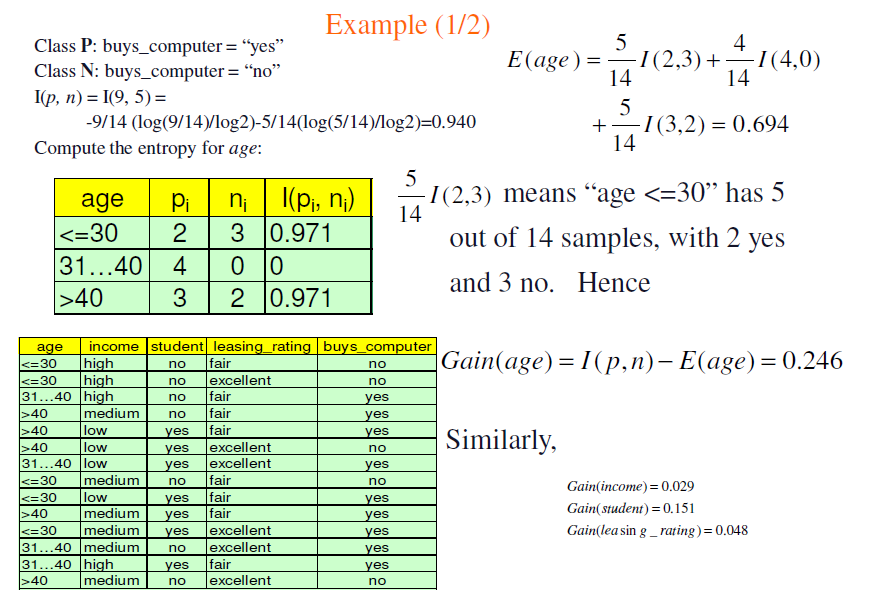 Example (1/2)
Class P: buys_computer = “yes”
Class N: buys_computer = “no”
I(p, n) = I(9, 5) =
-9/14 (log(9/14)/log2)-5/14(log(5/14)/log2)=0.940
Compute the entropy for age:
age pi ni I(pi, ni)
<=30 2 3 0.971
31…40 4 0 0
>40 3 2 0.971
E(age) = 5/14 I(2,3) + 4/14 I(4,0)
+ 5/14 I(3,2) = 0.694
5/14 I(2,3) means “age <=30” has 5
out of 14 samples, with 2 yes
and 3 no. Hence
age income student leasing_rating buys_computer
<=30 high no fair no
<=30 high no excellent no
31…40 high no fair yes
>40 medium no fair yes
>40 low yes fair yes
>40 low yes excellent no
31…40 low yes excellent yes
<=30 medium no fair no
<=30 low yes fair yes
>40 medium yes fair yes
<=30 medium yes excellent yes
31…40 medium no excellent yes
31…40 high yes fair yes
>40 medium no excellent no
Gain(age) = I(p,n) − E(age) = 0.246
Similarly,
Gain(income) = 0.029
Gain(student) = 0.151
Gain(lea sin g _ rating) = 0.048